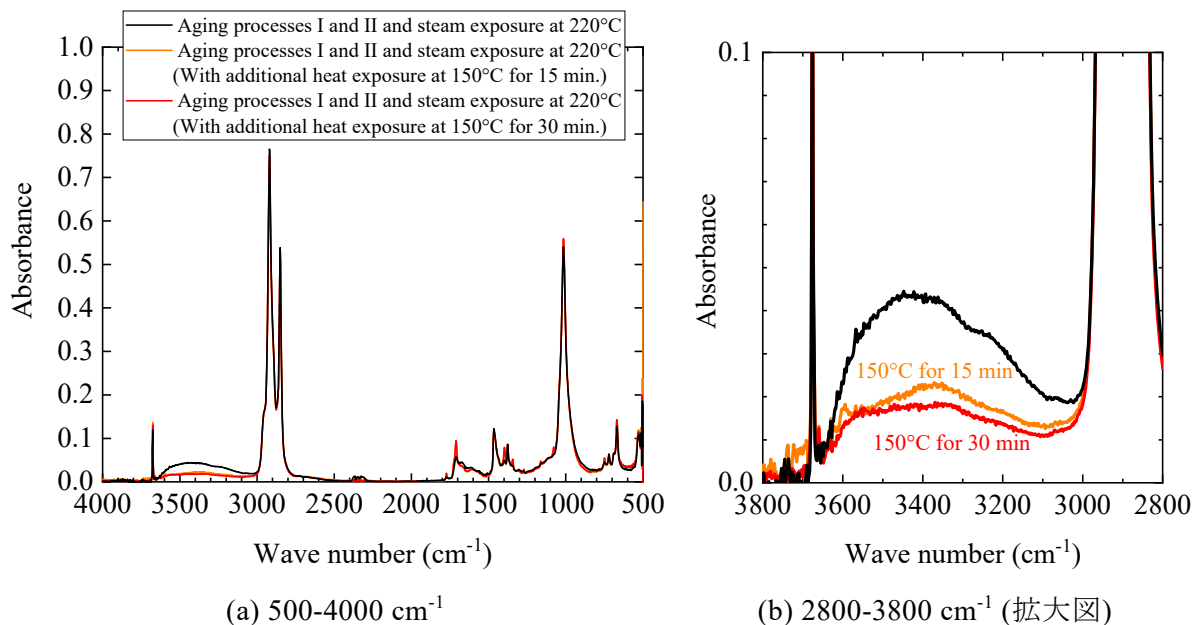 Aging processes I and II and steam exposure at 220°C
Aging processes I and II and steam exposure at 220°C
(With additional heat exposure at 150°C for 15 min.)
Aging processes I and II and steam exposure at 220°C
(With additional heat exposure at 150°C for 30 min.)
1.0
0.9
0.8
0.7
0.6
0.5
0.4
0.3
0.2
0.1
0.0
Absorbance
4000 3500 3000 2500 2000 1500 1000 500
Wave number (cm⁻¹)
(a) 500-4000 cm⁻¹
0.1
0.0
Absorbance
150°C for 15 min
150°C for 30 min
3800 3600 3400 3200 3000 2800
Wave number (cm⁻¹)
(b) 2800-3800 cm⁻¹ (拡大図)